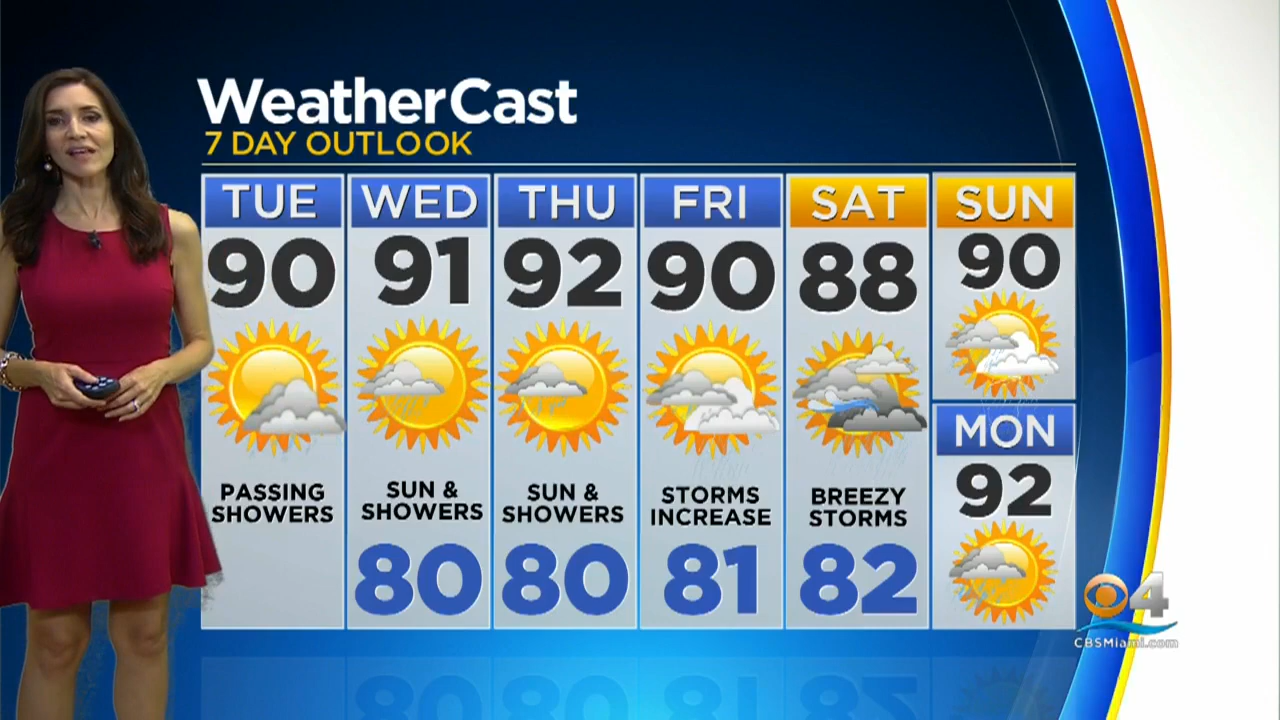 WeatherCast
7 DAY OUTLOOK
TUE
90
PASSING
SHOWERS
WED
91
SUN &
SHOWERS
80
THU
92
SUN &
SHOWERS
80
FRI
90
STORMS
INCREASE
81
SAT
88
BREEZY
STORMS
82
SUN
90
MON
92
4
CBSMiami.com